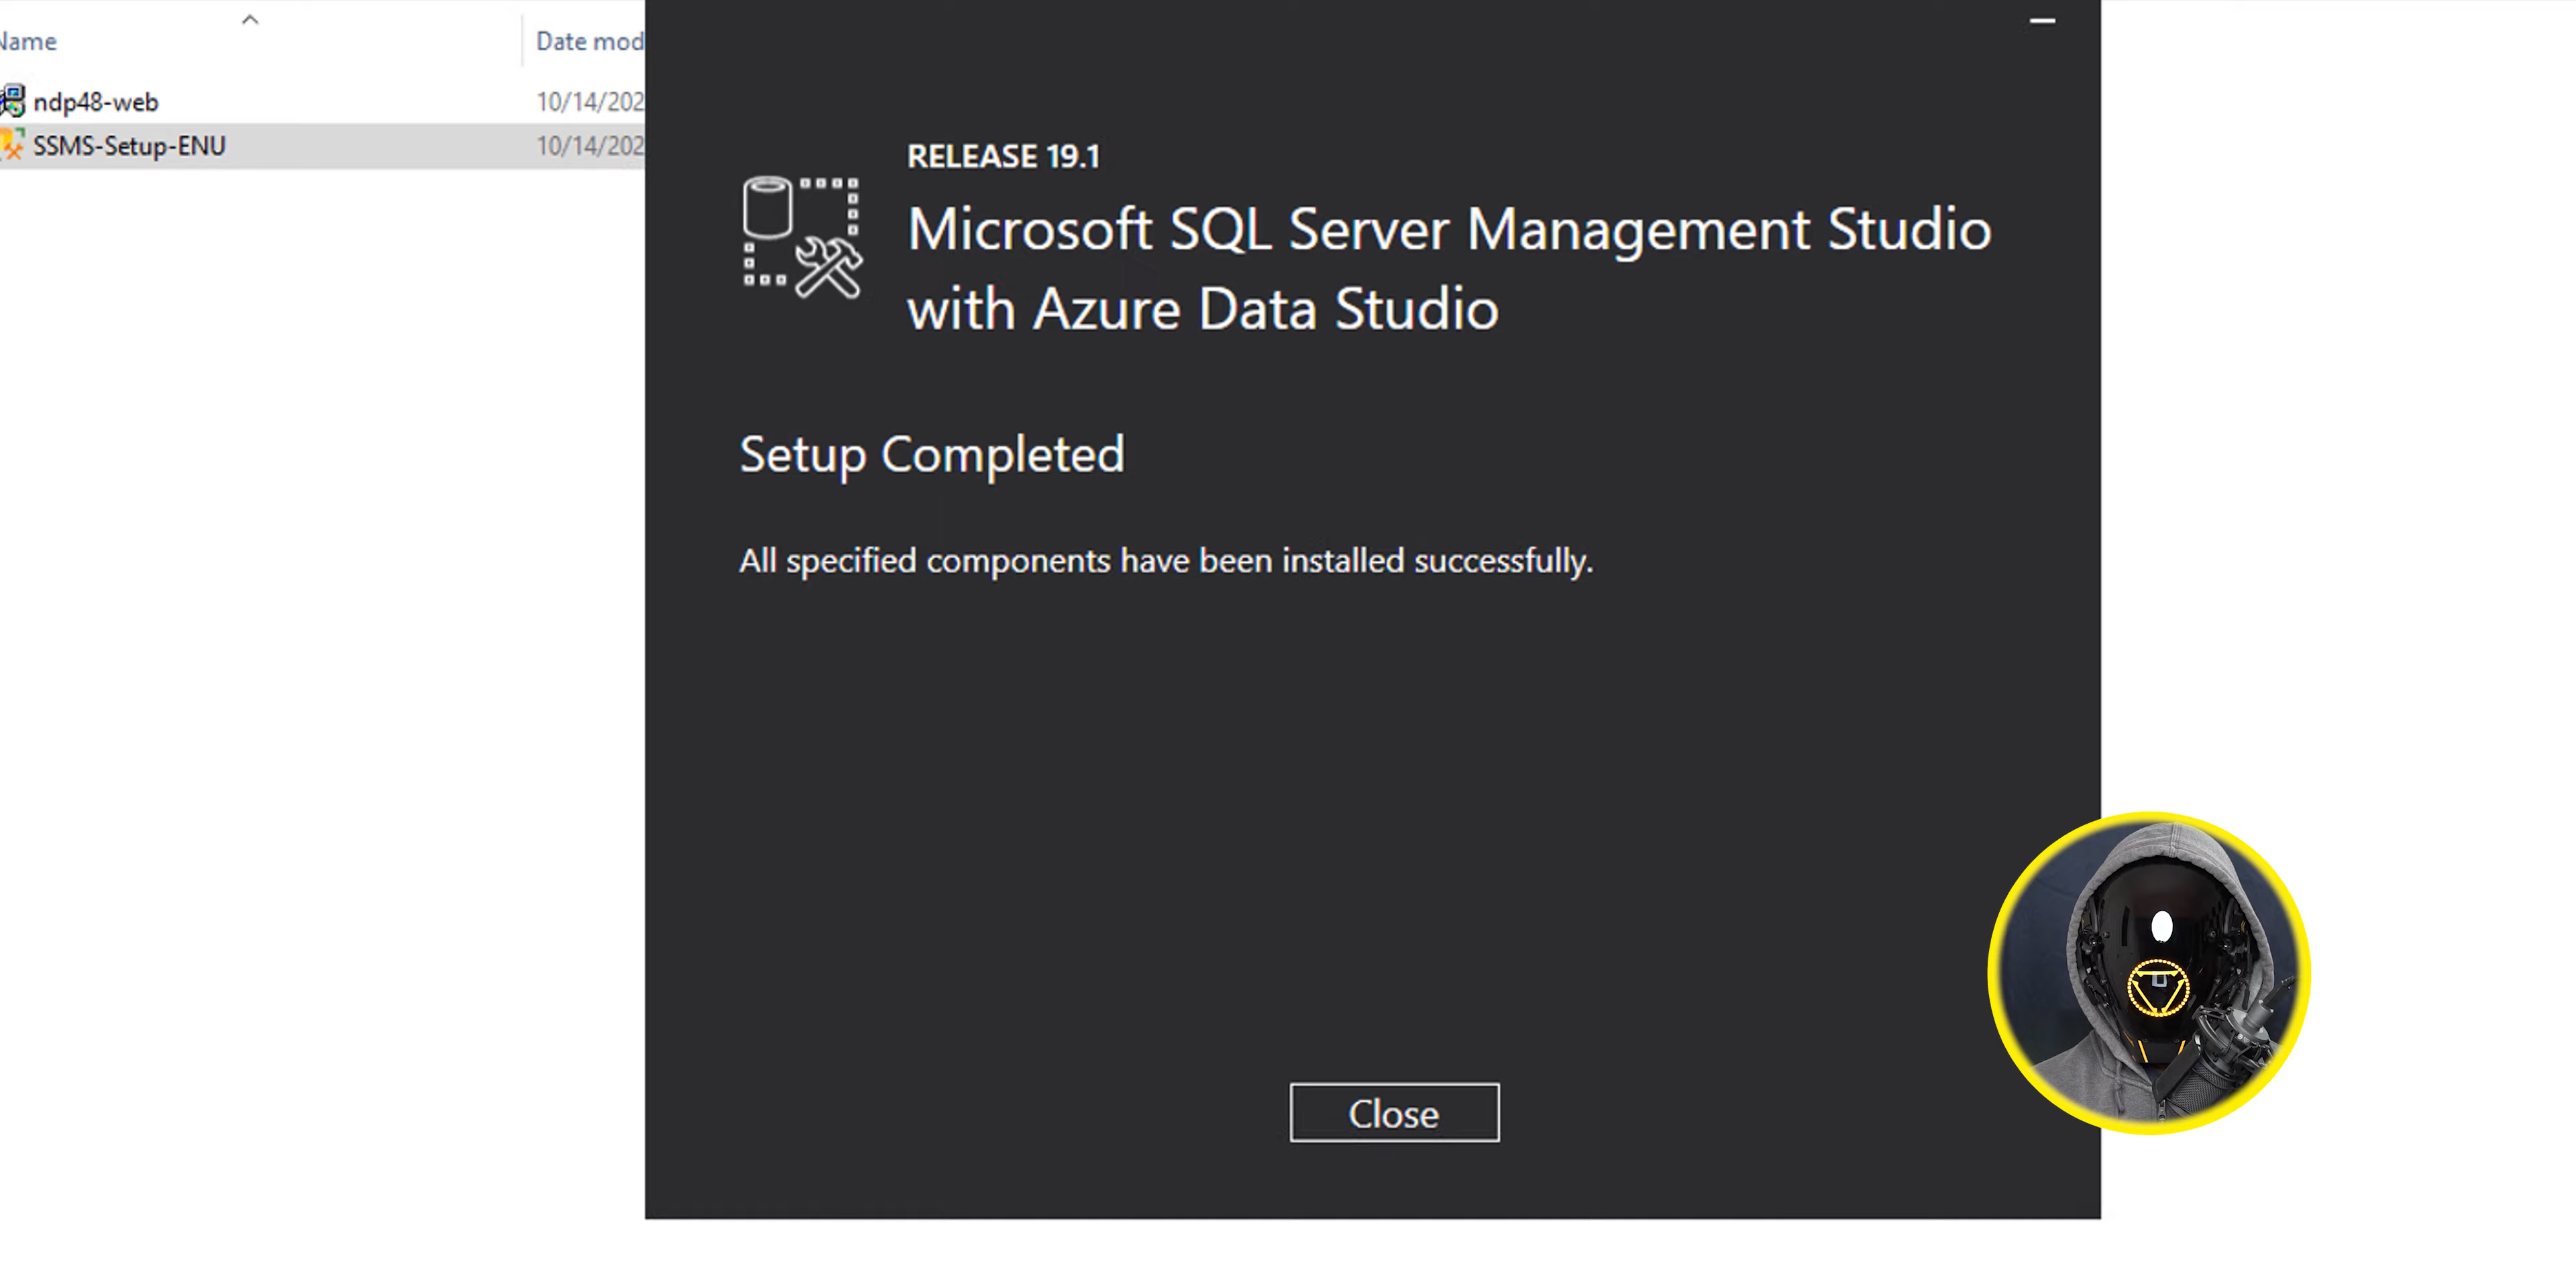 Name
Date mod
ndp48-web
10/14/202
SSMS-Setup-ENU
10/14/202
RELEASE 19.1
Microsoft SQL Server Management Studio
with Azure Data Studio
Setup Completed
All specified components have been installed successfully.
Close